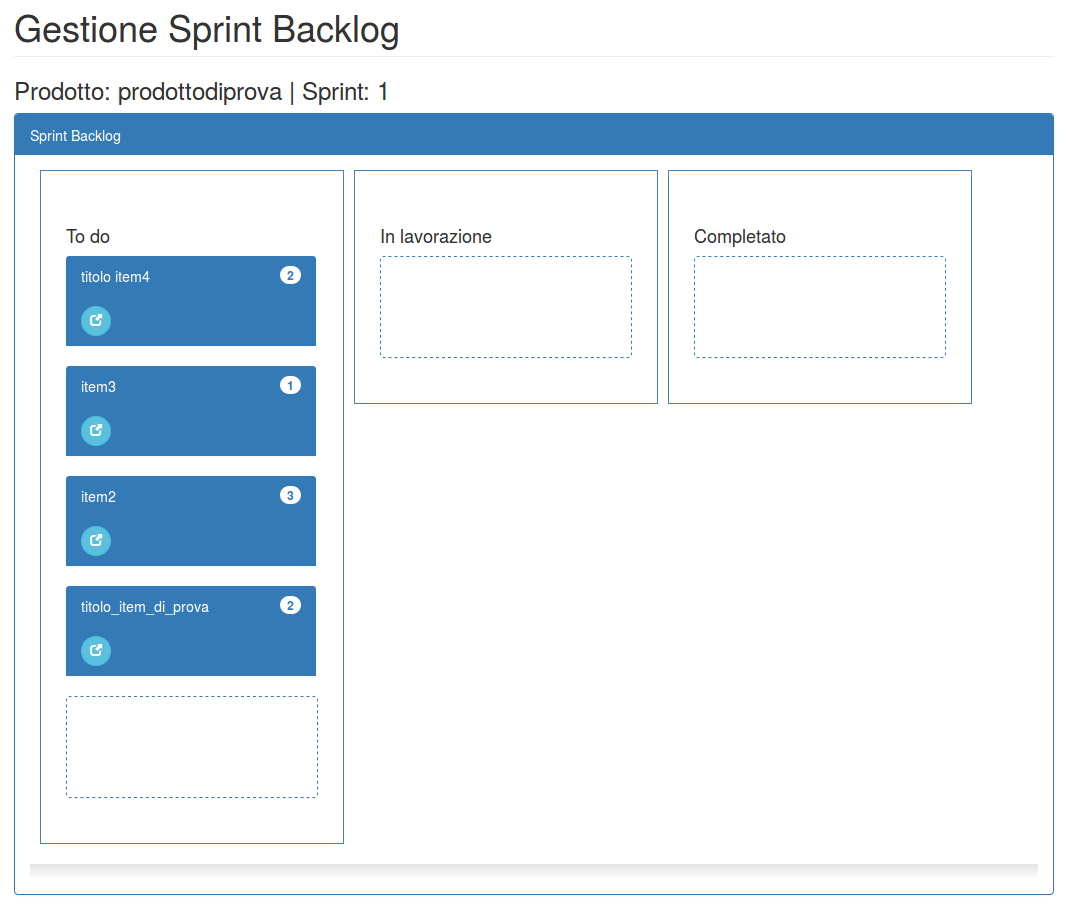 Gestione Sprint Backlog
Prodotto: prodottodiprova | Sprint: 1
Sprint Backlog
To do
titolo item4 2
item3 1
item2 3
titolo_item_di_prova 2
In lavorazione
Completato